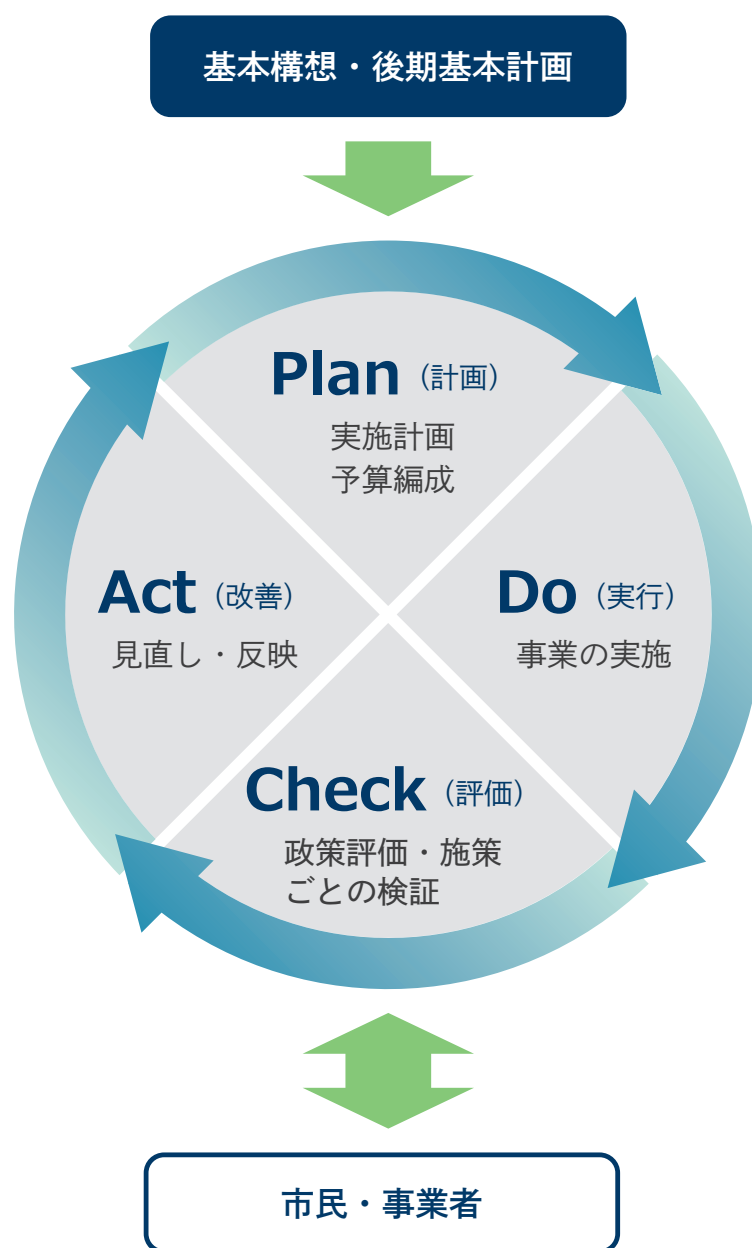 基本構想・後期基本計画
Plan（計画）
実施計画
予算編成
Act（改善）
見直し・反映
Do（実行）
事業の実施
Check（評価）
政策評価・施策
ごとの検証
市民・事業者